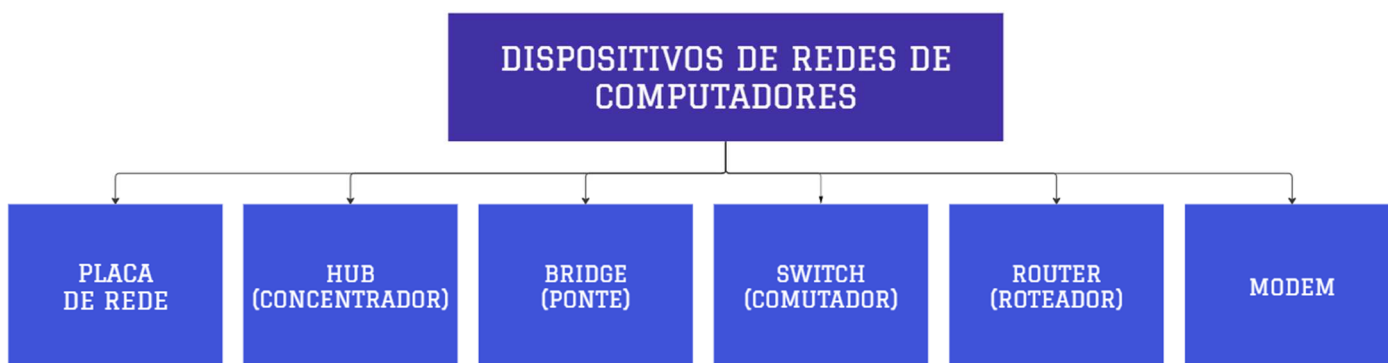 DISPOSITIVOS DE REDES DE
COMPUTADORES
PLACA
DE REDE
HUB
(CONCENTRADOR)
BRIDGE
(PONTE)
SWITCH
(COMUTADOR)
ROUTER
(ROTEADOR)
MODEM